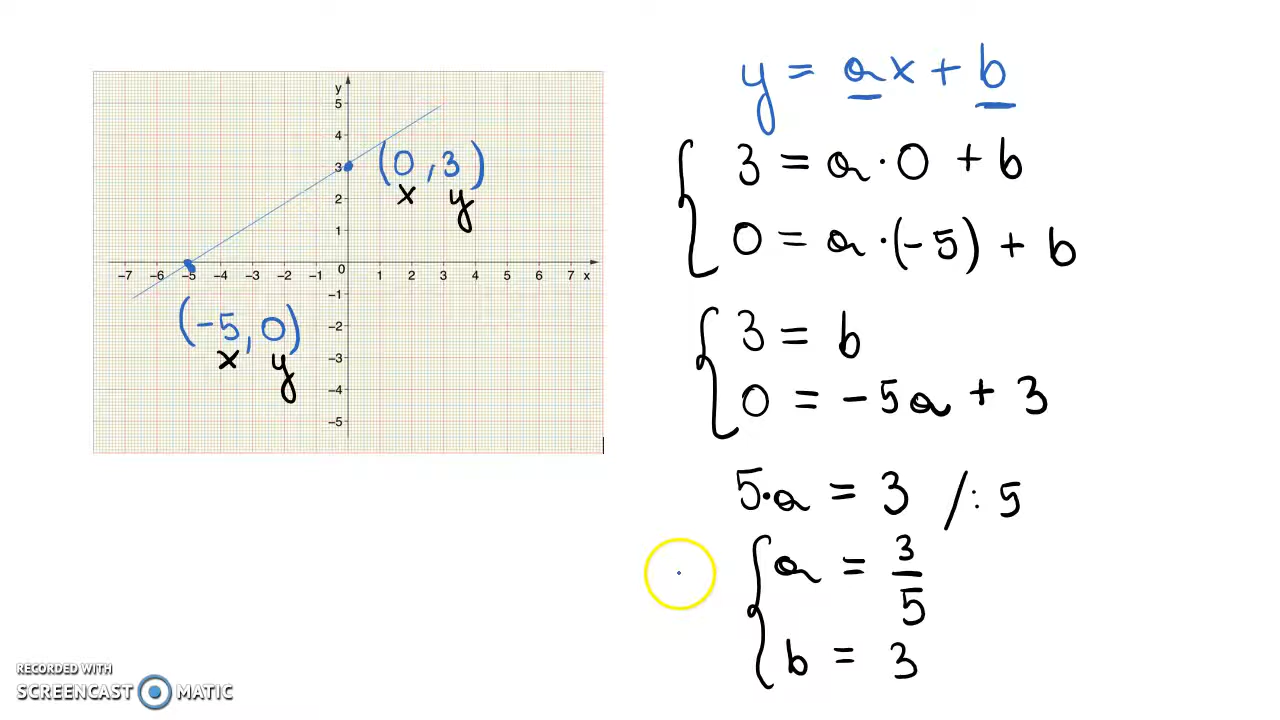 y = ax + b
3 = a · 0 + b
0 = a · (-5) + b
3 = b
0 = -5a + 3
5·a = 3 /: 5
a = 3/5
b = 3
y
5
4
3
2
1
0
-1
-2
-3
-4
-5
-7 -6 -5 -4 -3 -2 -1 1 2 3 4 5 6 7 x
(0, 3)
x y
(-5, 0)
x y
RECORDED WITH
SCREENCAST MATIC